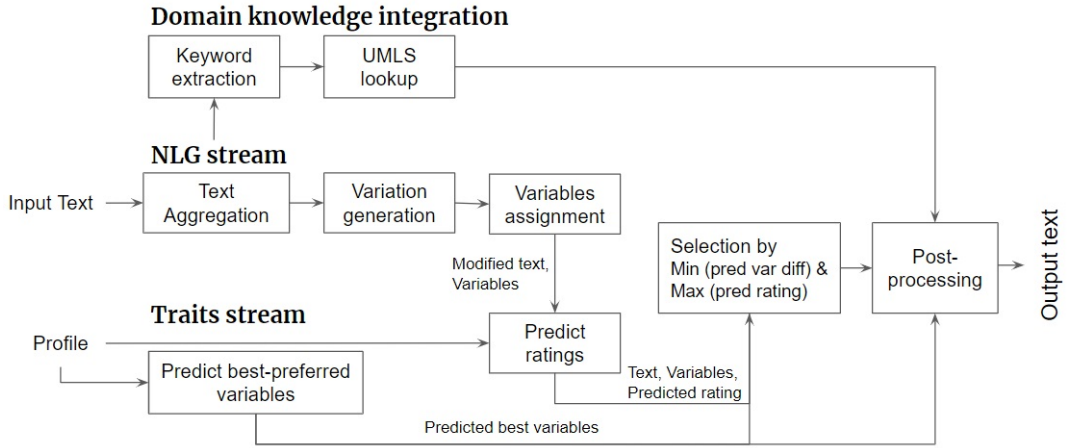 Domain knowledge integration
Keyword
extraction
UMLS
lookup
NLG stream
Input Text
Text
Aggregation
Variation
generation
Variables
assignment
Modified text,
Variables
Selection by
Min (pred var diff) &
Max (pred rating)
Post-
processing
Output text
Traits stream
Profile
Predict
ratings
Predict best-preferred
variables
Text, Variables,
Predicted rating
Predicted best variables